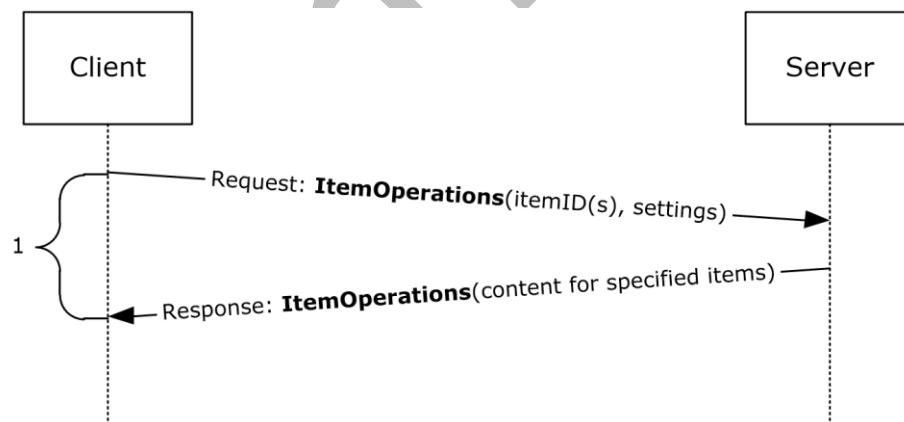 Client
Server
Request: ItemOperations(itemID(s), settings)
1
Response: ItemOperations(content for specified items)